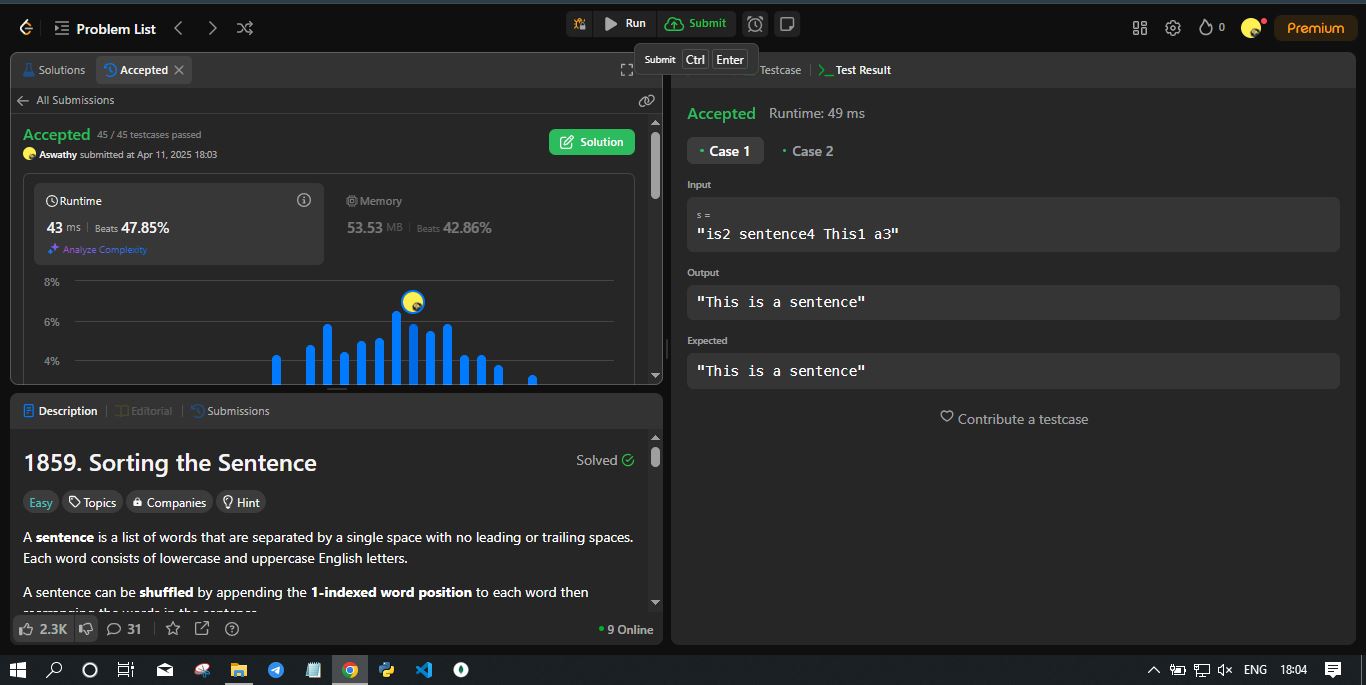 Problem List
Run
Submit
0
Premium
Submit Ctrl Enter
Solutions
Accepted
All Submissions
Accepted 45 / 45 testcases passed
Aswathy submitted at Apr 11, 2025 18:03
Solution
Runtime
43 ms | Beats 47.85%
Analyze Complexity
Memory
53.53 MB | Beats 42.86%
8%
6%
4%
Description
Editorial
Submissions
1859. Sorting the Sentence
Solved
Easy
Topics
Companies
Hint
A sentence is a list of words that are separated by a single space with no leading or trailing spaces.
Each word consists of lowercase and uppercase English letters.
A sentence can be shuffled by appending the 1-indexed word position to each word then
rearranging the words in the sentence.
2.3K
31
9 Online
Testcase
>_ Test Result
Accepted Runtime: 49 ms
Case 1
Case 2
Input
s =
"is2 sentence4 This1 a3"
Output
"This is a sentence"
Expected
"This is a sentence"
Contribute a testcase
ENG
18:04